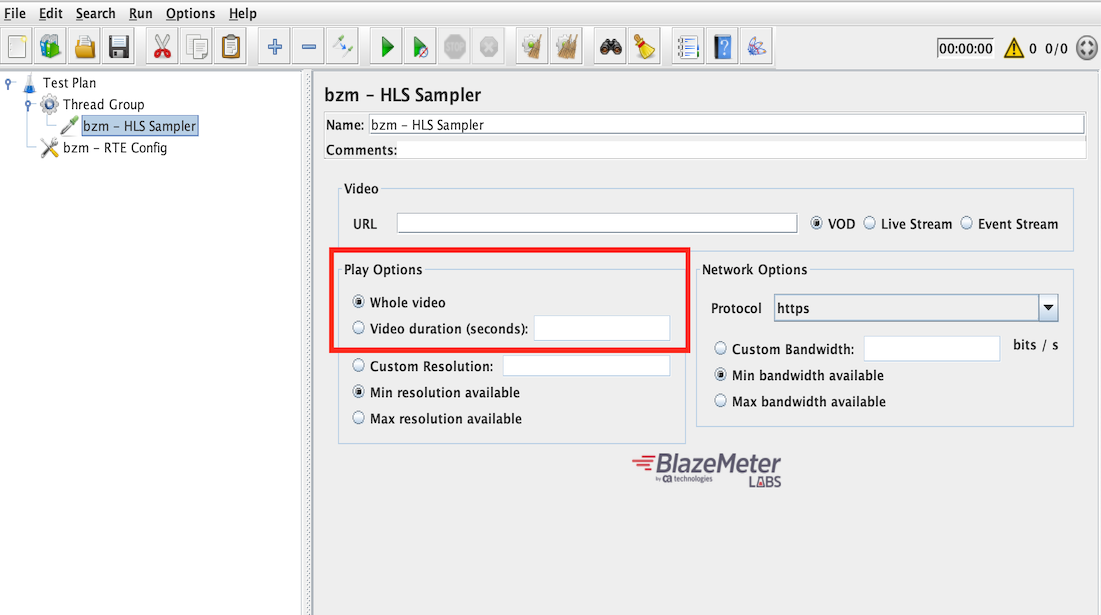 File Edit Search Run Options Help
STOP
?
00:00:00 0 0/0
Test Plan
Thread Group
bzm – HLS Sampler
bzm – RTE Config
bzm – HLS Sampler
Name: bzm – HLS Sampler
Comments:
Video
URL VOD Live Stream Event Stream
Play Options
Whole video
Video duration (seconds):
Custom Resolution:
Min resolution available
Max resolution available
Network Options
Protocol https
Custom Bandwidth: bits / s
Min bandwidth available
Max bandwidth available
BlazeMeter
by ca technologies LABS